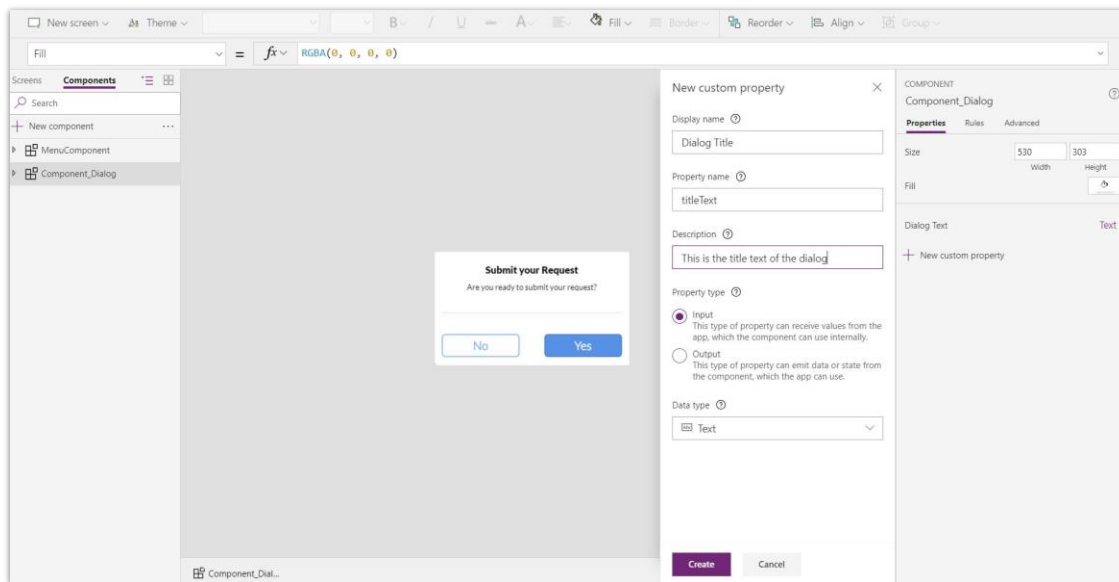 New screen
Theme
B
/
U
abc
A
Fill
Border
Reorder
Align
Group
Fill
=
fx
RGBA(0, 0, 0, 0)
Screens
Components
Search
New component
...
MenuComponent
Component_Dialog
Submit your Request
Are you ready to submit your request?
No
Yes
Component_Dial...
New custom property
Display name ?
Dialog Title
Property name ?
titleText
Description ?
This is the title text of the dialog
Property type ?
Input
This type of property can receive values from the
app, which the component can use internally.
Output
This type of property can emit data or state from
the component, which the app can use.
Data type ?
Abc Text
Create
Cancel
COMPONENT
Component_Dialog
?
Properties
Rules
Advanced
Size
530
303
Width
Height
Fill
Dialog Text
Text
New custom property